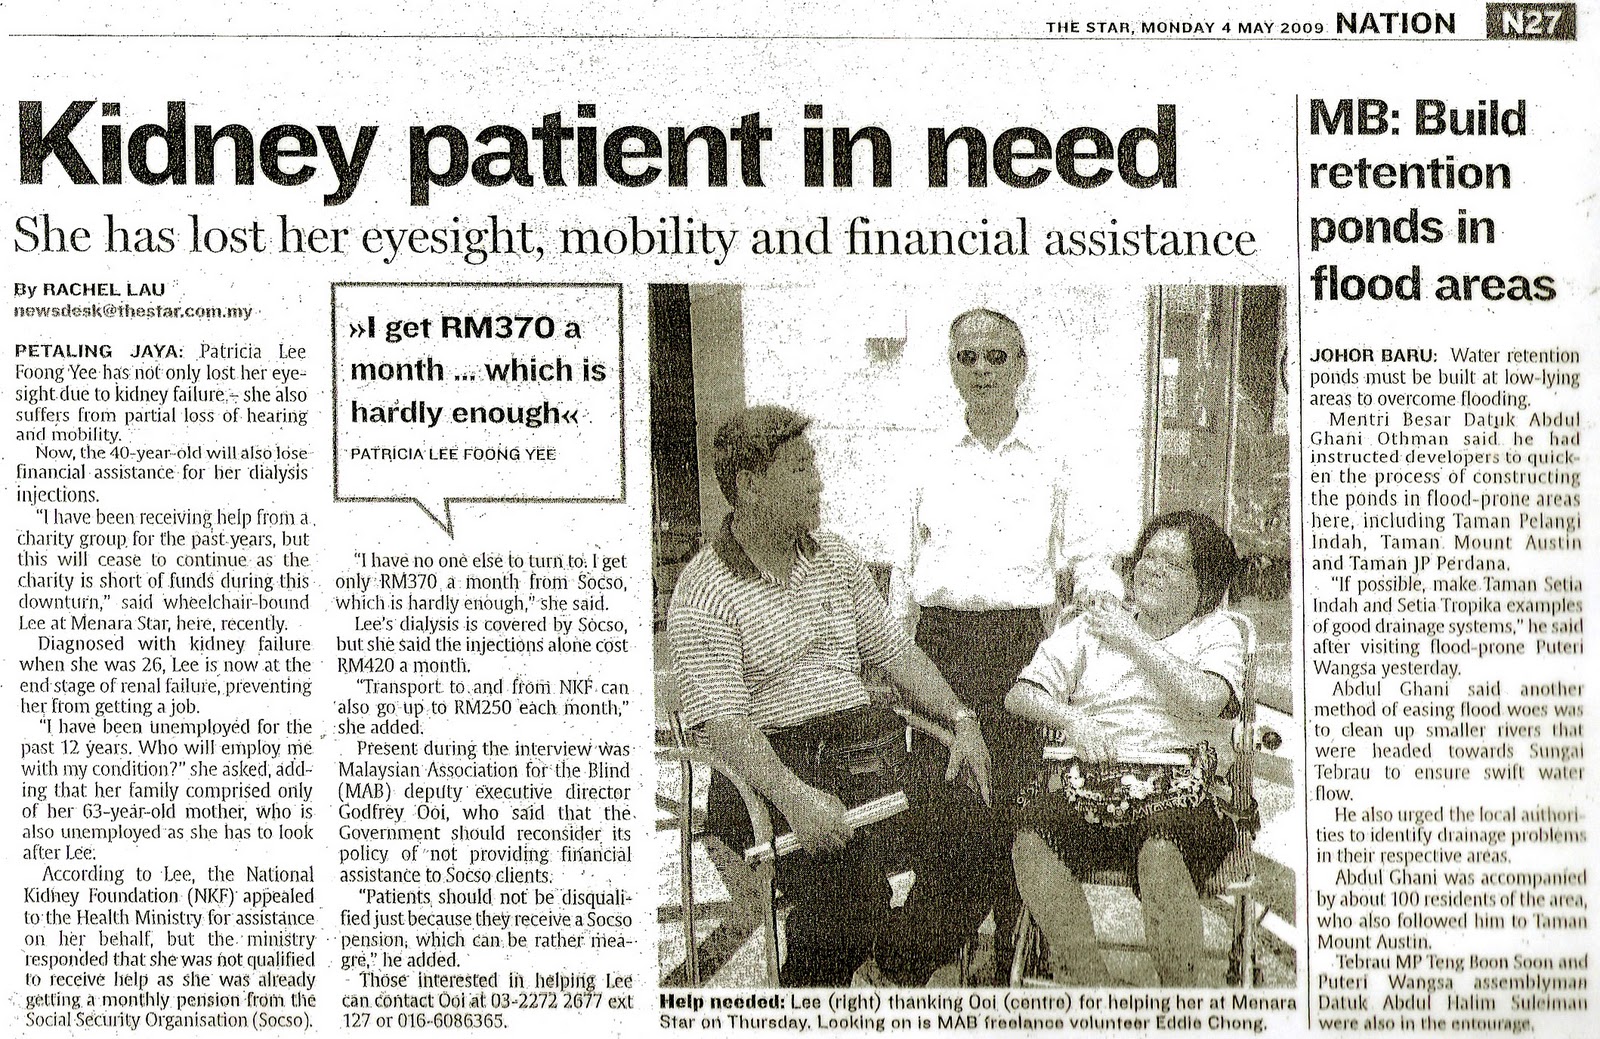 THE STAR, MONDAY 4 MAY 2009 NATION N27
Kidney patient in need
She has lost her eyesight, mobility and financial assistance
By RACHEL LAU
newsdesk@thestar.com.my
PETALING JAYA: Patricia Lee
Foong Yee has not only lost her eye-
sight due to kidney failure, she also
suffers from partial loss of hearing
and mobility.
Now, the 40-year-old will also lose
financial assistance for her dialysis
injections.
"I have been receiving help from a
charity group for the past years, but
this will cease to continue as the
charity is short of funds during this
downturn," said wheelchair-bound
Lee at Menara Star, here, recently.
Diagnosed with kidney failure
when she was 26, Lee is now at the
end stage of renal failure, preventing
her from getting a job.
"I have been unemployed for the
past 12 years. Who will employ me
with my condition?" she asked, add-
ing that her family comprised only
of her 63-year-old mother, who is
also unemployed as she has to look
after Lee.
According to Lee, the National
Kidney Foundation (NKF) appealed
to the Health Ministry for assistance
on her behalf, but the ministry
responded that she was not qualified
to receive help as she was already
getting a monthly pension from the
Social Security Organisation (Socso).
»I get RM370 a
month ... which is
hardly enough«
PATRICIA LEE FOONG YEE
"I have no one else to turn to. I get
only RM370 a month from Socso,
which is hardly enough," she said.
Lee's dialysis is covered by Socso,
but she said the injections alone cost
RM420 a month.
"Transport to and from NKF can
also go up to RM250 each month,"
she added.
Present during the interview was
Malaysian Association for the Blind
(MAB) deputy executive director
Godfrey Ooi, who said that the
Government should reconsider its
policy of not providing financial
assistance to Socso clients.
"Patients should not be disquali-
fied just because they receive a Socso
pension, which can be rather mea-
gre," he added.
Those interested in helping Lee
can contact Ooi at 03-2272 2677 ext
127 or 016-6086365.
Help needed: Lee (right) thanking Ooi (centre) for helping her at Menara
Star on Thursday. Looking on is MAB freelance volunteer Eddie Chong.
MB: Build
retention
ponds in
flood areas
JOHOR BARU: Water retention
ponds must be built at low-lying
areas to overcome flooding.
Mentri Besar Datuk Abdul
Ghani Othman said he had
instructed developers to quick-
en the process of constructing
the ponds in flood-prone areas
here, including Taman Pelangi
Indah, Taman Mount Austin
and Taman JP Perdana.
"If possible, make Taman Setia
Indah and Setia Tropika examples
of good drainage systems," he said
after visiting flood-prone Puteri
Wangsa yesterday.
Abdul Ghani said another
method of easing flood woes was
to clean up smaller rivers that
were headed towards Sungai
Tebrau to ensure swift water
flow.
He also urged the local authori-
ties to identify drainage problems
in their respective areas.
Abdul Ghani was accompanied
by about 100 residents of the area,
who also followed him to Taman
Mount Austin.
Tebrau MP Teng Boon Soon and
Puteri Wangsa assemblyman
Datuk Abdul Halim Suleiman
were also in the entourage.